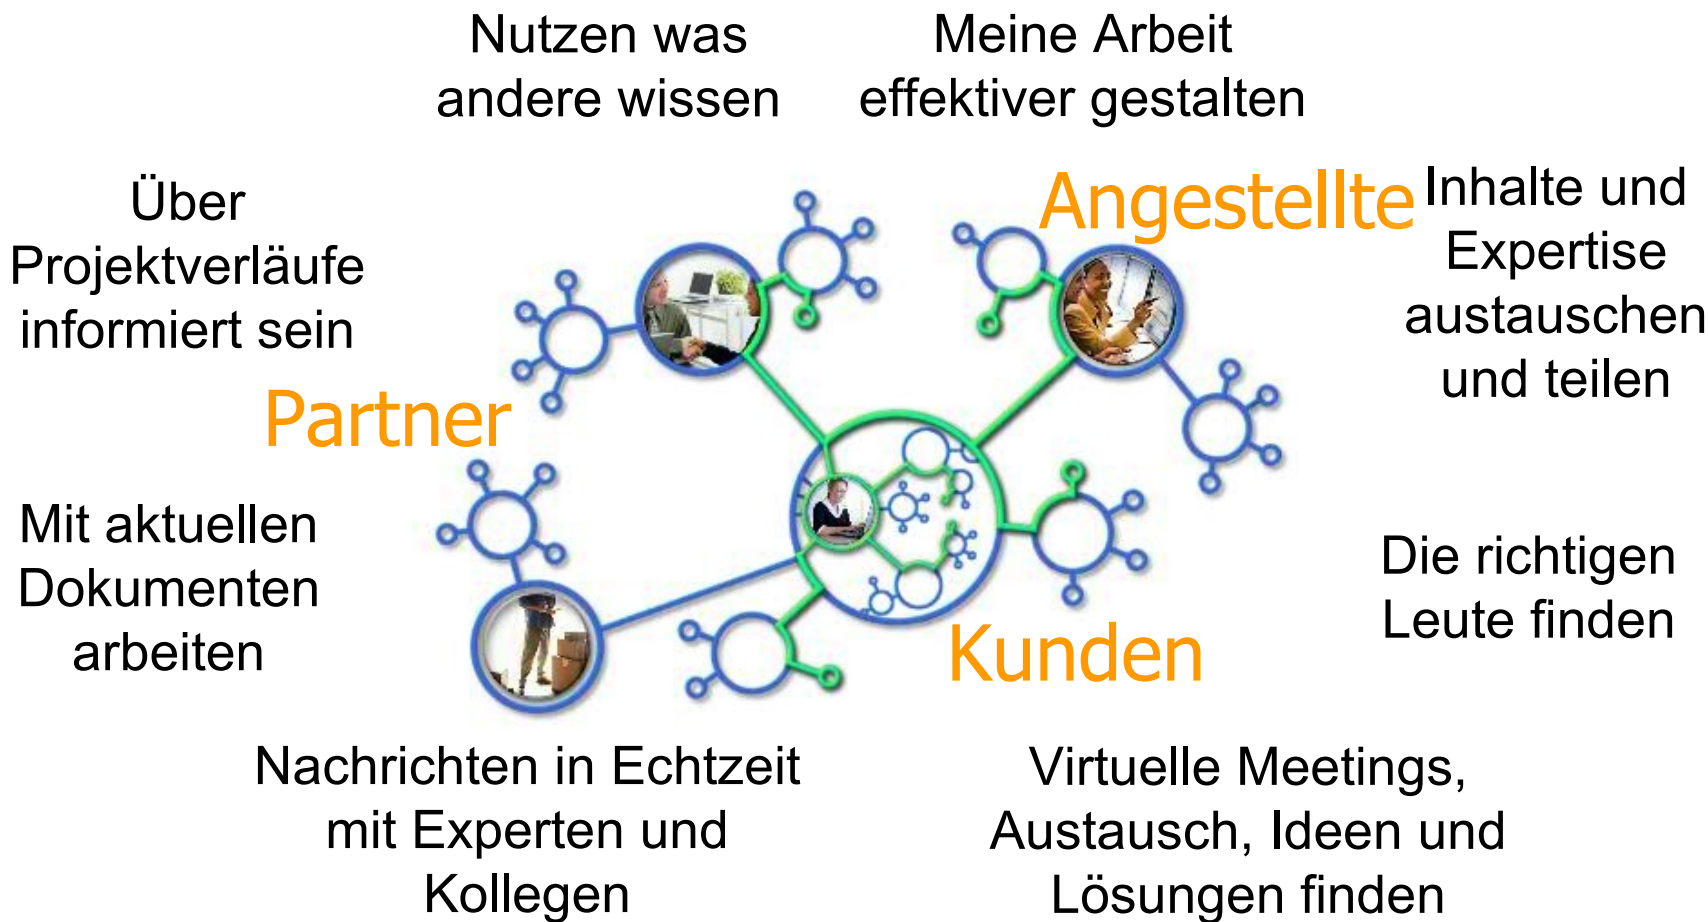 Nutzen was
andere wissen
Meine Arbeit
effektiver gestalten
Über
Projektverläufe
informiert sein
Angestellte
Inhalte und
Expertise
austauschen
und teilen
Partner
Mit aktuellen
Dokumenten
arbeiten
Die richtigen
Leute finden
Kunden
Nachrichten in Echtzeit
mit Experten und
Kollegen
Virtuelle Meetings,
Austausch, Ideen und
Lösungen finden